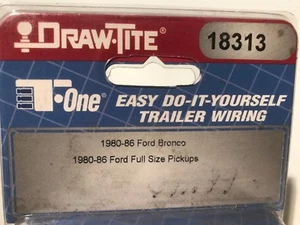 DRAW-TITE
18313
T-One
EASY DO-IT-YOURSELF
TRAILER WIRING
1980-86 Ford Bronco
1980-86 Ford Full Size Pickups